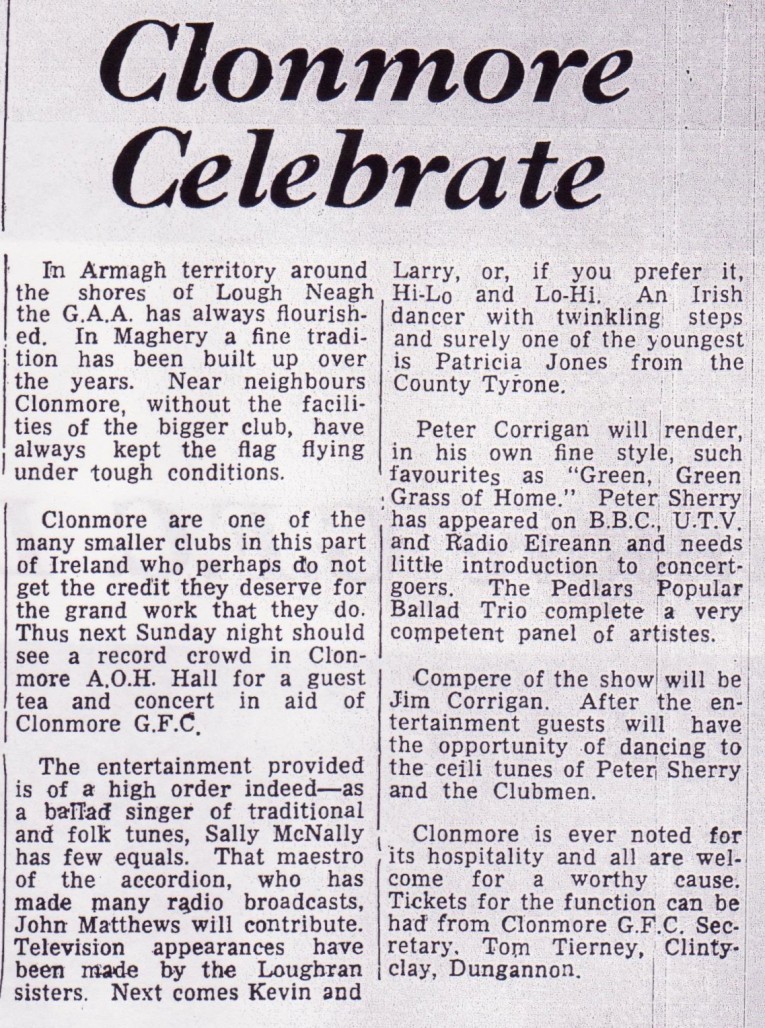 Clonmore
Celebrate
In Armagh territory around
the shores of Lough Neagh
the G.A.A. has always flourish-
ed. In Maghery a fine tradi-
tion has been built up over
the years. Near neighbours
Clonmore, without the facili-
ties of the bigger club, have
always kept the flag flying
under tough conditions.
Clonmore are one of the
many smaller clubs in this part
of Ireland who perhaps do not
get the credit they deserve for
the grand work that they do.
Thus next Sunday night should
see a record crowd in Clon-
more A.O.H. Hall for a guest
tea and concert in aid of
Clonmore G.F.C.
The entertainment provided
is of a high order indeed—as
a ballad singer of traditional
and folk tunes, Sally McNally
has few equals. That maestro
of the accordion, who has
made many radio broadcasts,
John Matthews will contribute.
Television appearances have
been made by the Loughran
sisters. Next comes Kevin and
Larry, or, if you prefer it,
Hi-Lo and Lo-Hi. An Irish
dancer with twinkling steps
and surely one of the youngest
is Patricia Jones from the
County Tyrone.
Peter Corrigan will render,
in his own fine style, such
favourites as "Green, Green
Grass of Home." Peter Sherry
has appeared on B.B.C., U.T.V.
and Radio Eireann and needs
little introduction to concert-
goers. The Pedlars Popular
Ballad Trio complete a very
competent panel of artistes.
Compere of the show will be
Jim Corrigan. After the en-
tertainment guests will have
the opportunity of dancing to
the ceili tunes of Peter Sherry
and the Clubmen.
Clonmore is ever noted for
its hospitality and all are wel-
come for a worthy cause.
Tickets for the function can be
had from Clonmore G.F.C. Sec-
retary, Tom Tierney, Clinty-
clay, Dungannon.